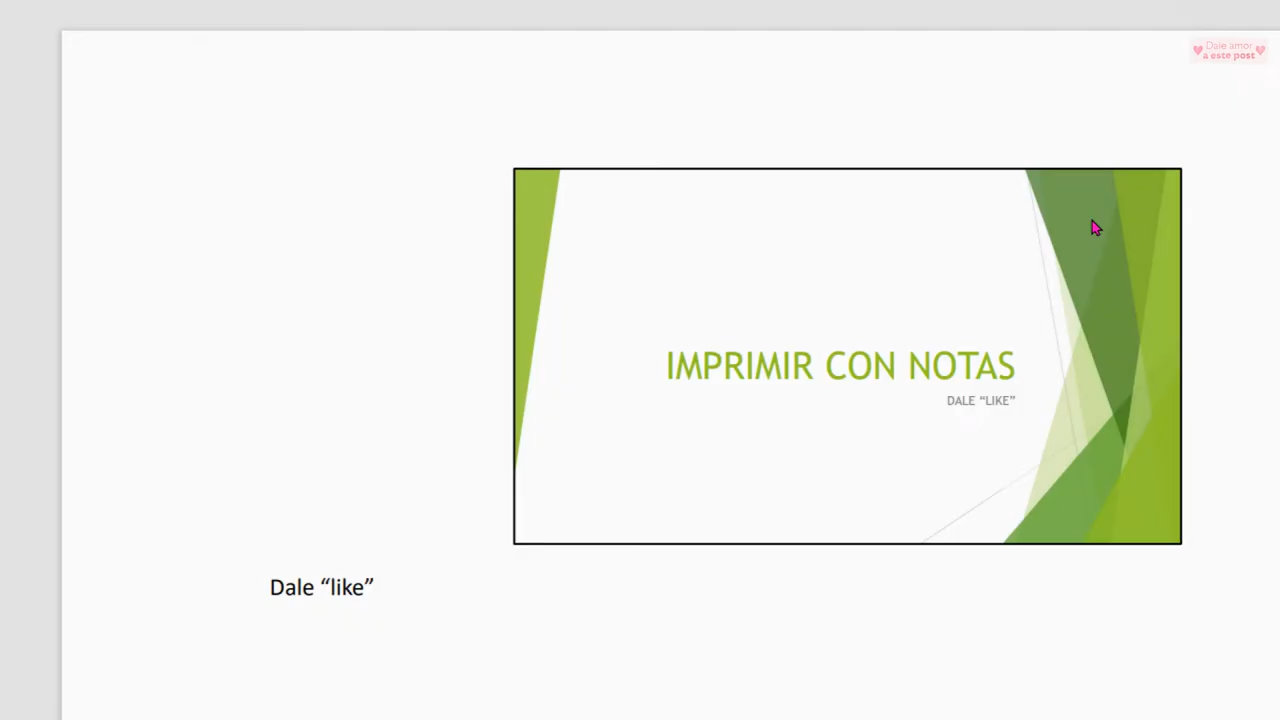 Dale amor
a este post
IMPRIMIR CON NOTAS
DALE “LIKE”
Dale “like”